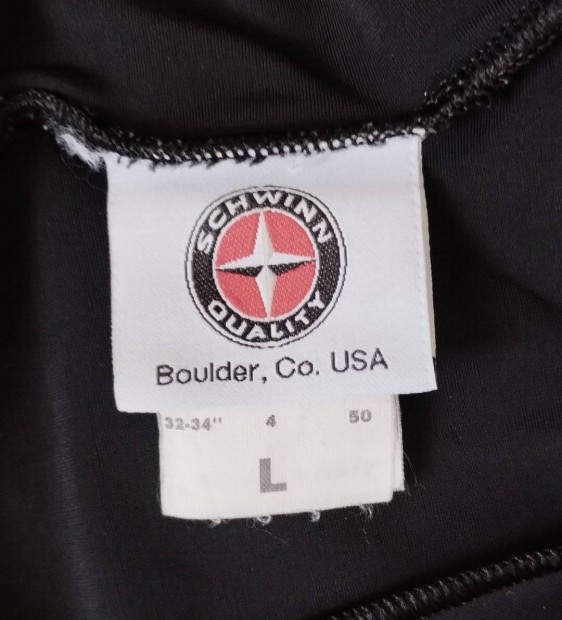 SCHWINN
QUALITY
Boulder, Co. USA
32-34" 4 50
L